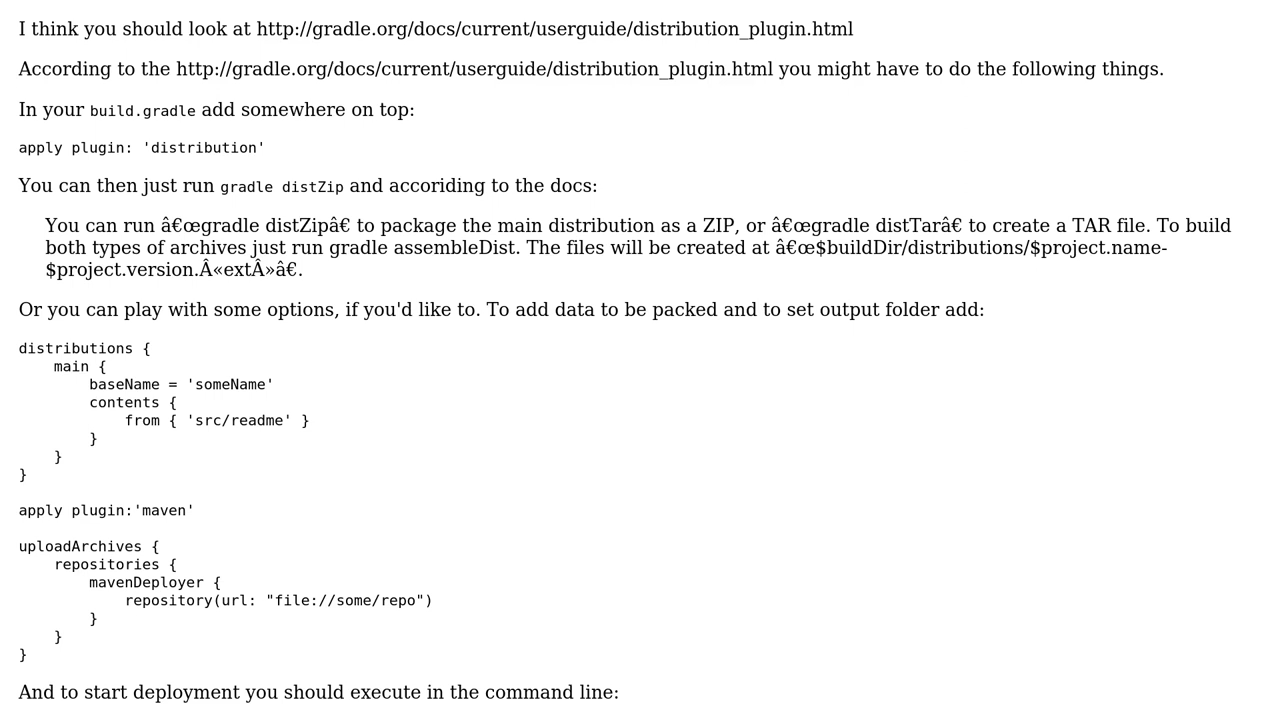 I think you should look at http://gradle.org/docs/current/userguide/distribution_plugin.html
According to the http://gradle.org/docs/current/userguide/distribution_plugin.html you might have to do the following things.
In your build.gradle add somewhere on top:
apply plugin: 'distribution'
You can then just run gradle distZip and accoriding to the docs:
You can run â€œgradle distZipâ€ to package the main distribution as a ZIP, or â€œgradle distTarâ€ to create a TAR file. To build
both types of archives just run gradle assembleDist. The files will be created at â€œ$buildDir/distributions/$project.name-
$project.version.Â«extÂ»â€.
Or you can play with some options, if you'd like to. To add data to be packed and to set output folder add:
distributions {
    main {
        baseName = 'someName'
        contents {
            from { 'src/readme' }
        }
    }
}
apply plugin:'maven'
uploadArchives {
    repositories {
        mavenDeployer {
            repository(url: "file://some/repo")
        }
    }
}
And to start deployment you should execute in the command line: